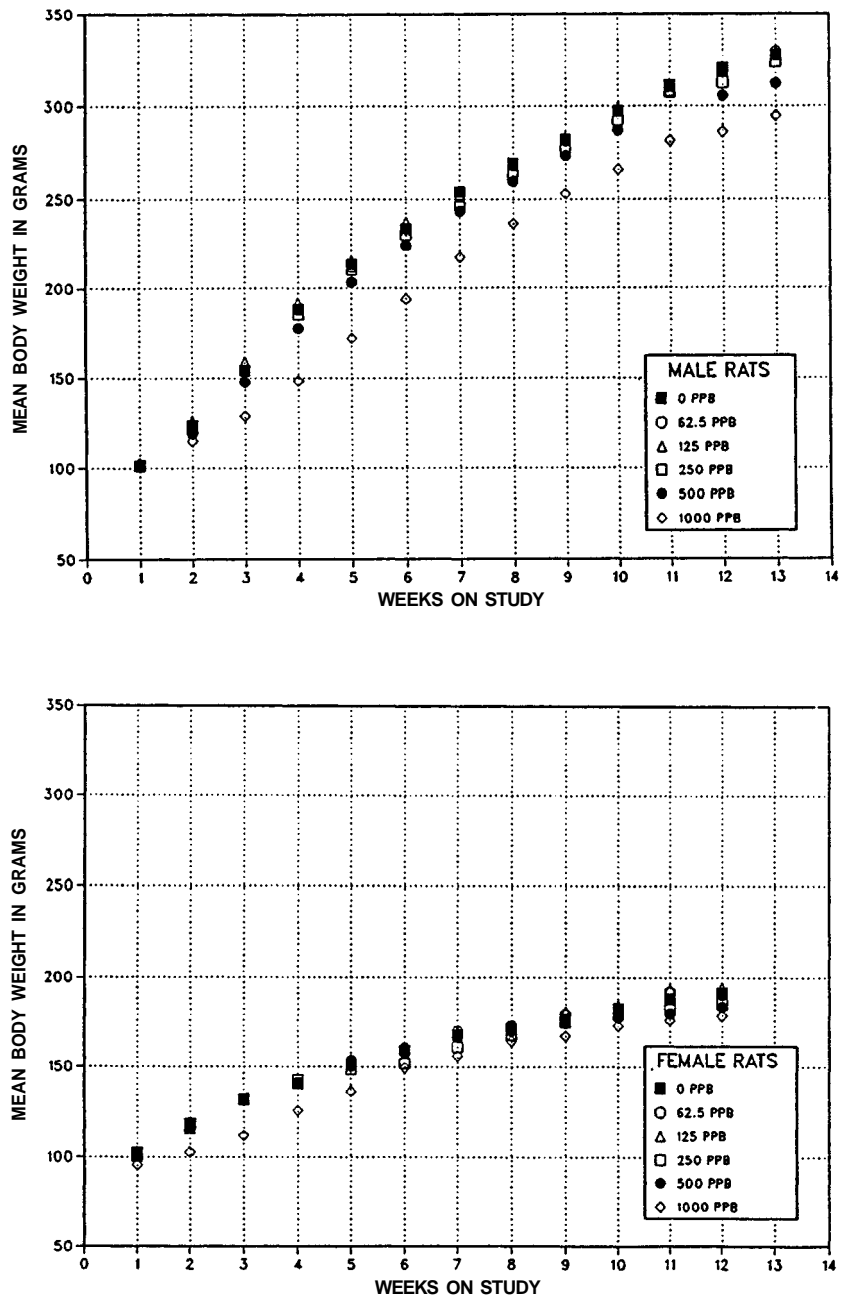 350
300
250
200
150
100
50
MEAN BODY WEIGHT IN GRAMS
MALE RATS
0 PPB
62.5 PPB
125 PPB
250 PPB
500 PPB
1000 PPB
0 1 2 3 4 5 6 7 8 9 10 11 12 13 14
WEEKS ON STUDY
350
300
250
200
150
100
50
MEAN BODY WEIGHT IN GRAMS
FEMALE RATS
0 PPB
62.5 PPB
125 PPB
250 PPB
500 PPB
1000 PPB
0 1 2 3 4 5 6 7 8 9 10 11 12 13 14
WEEKS ON STUDY